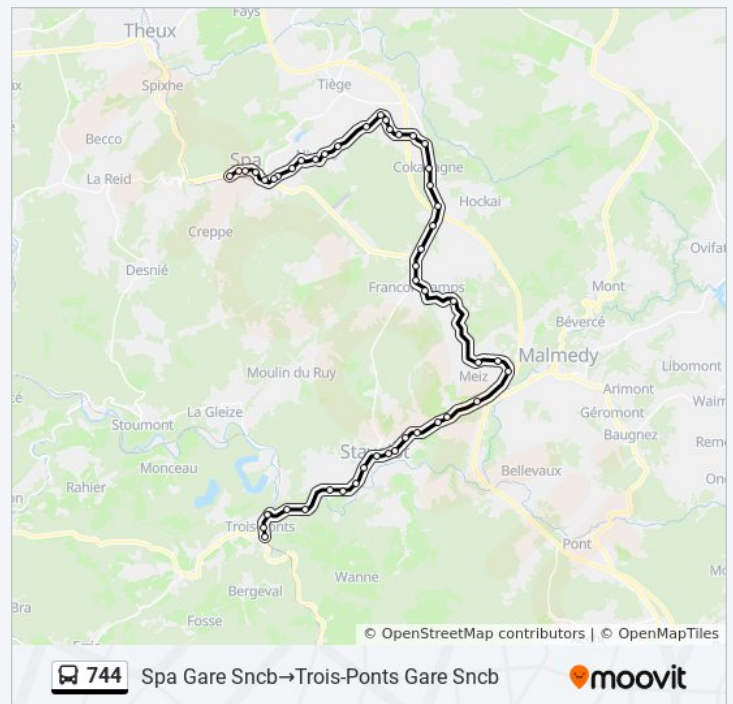 Fays
Theux
Tiège
Spixhe
Becco
Spa
La Reid
Hockai
Creppe
Ovifat
Desnié
Francorchamps
Mont
Bévercé
Malmedy
Libomont
Moulin du Ruy
Meiz
Arimont
La Gleize
Géromont
Stoumont
Baugnez
Monceau
Bellevaux
Rahier
Trois-Ponts
Pont
Wanne
Bergeval
Fosse
© OpenStreetMap contributors | © OpenMapTiles
744 Spa Gare Sncb→Trois-Ponts Gare Sncb
moovit